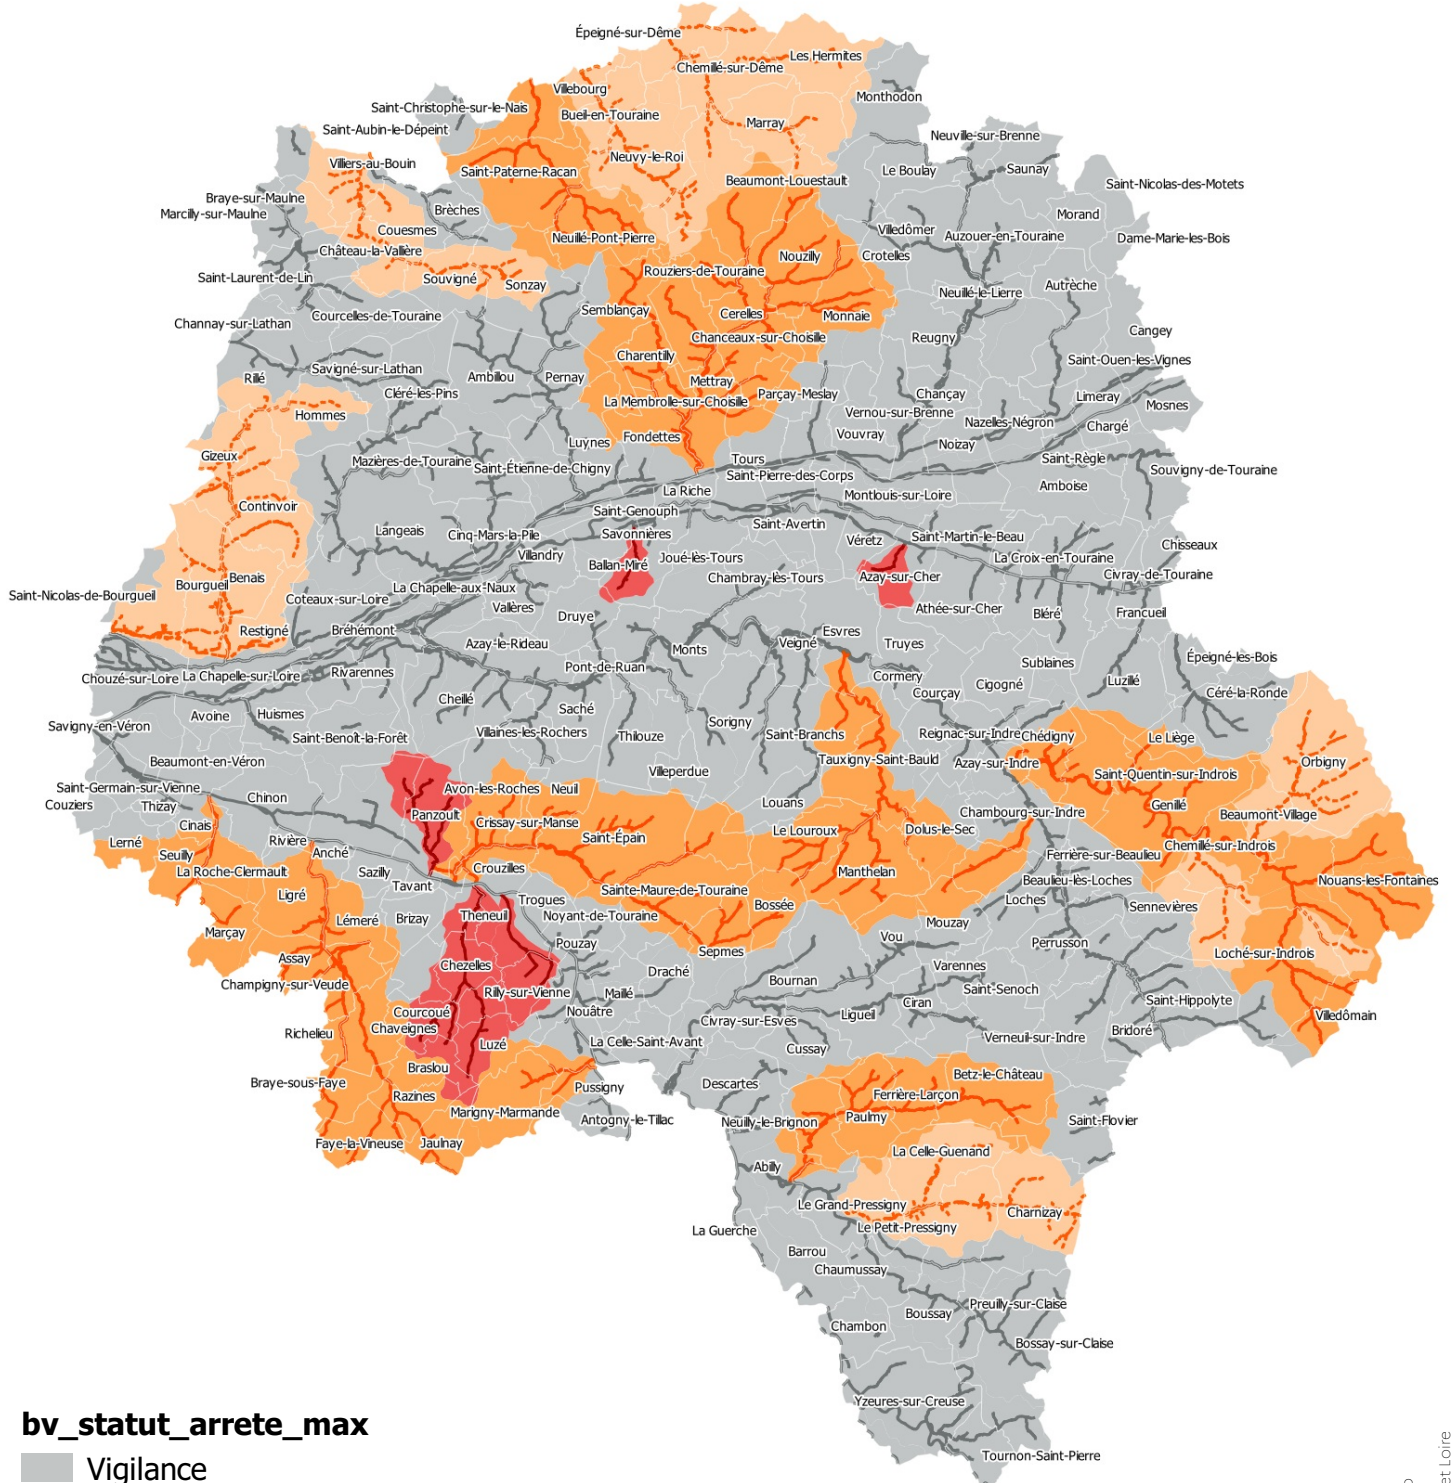 Épeigné-sur-Dême
Les Hermites
Chemillé-sur-Dême
Villebourg
Monthodon
Saint-Christophe-sur-le-Nais
Bueil-en-Touraine
Marray
Saint-Aubin-le-Dépeint
Neuville-sur-Brenne
Neuvy-le-Roi
Villiers-au-Bouin
Saint-Paterne-Racan
Le Boulay
Saunay
Beaumont-Louestault
Saint-Nicolas-des-Motets
Braye-sur-Maulne
Marcilly-sur-Maulne
Brèches
Morand
Couesmes
Villedômer
Auzouer-en-Touraine
Neuillé-Pont-Pierre
Dame-Marie-les-Bois
Château-la-Vallière
Nouzilly
Crotelles
Rouziers-de-Touraine
Saint-Laurent-de-Lin
Souvigné
Sonzay
Autrèche
Neuillé-le-Lierre
Semblançay
Cerelles
Monnaie
Courcelles-de-Touraine
Channay-sur-Lathan
Cangey
Chanceaux-sur-Choisille
Reugny
Charentilly
Saint-Ouen-les-Vignes
Savigné-sur-Lathan
Rillé
Ambillou
Pernay
Mettray
Cléré-les-Pins
Parçay-Meslay
Chançay
Limeray
La Membrolle-sur-Choisille
Mosnes
Hommes
Vernou-sur-Brenne
Nazelles-Négron
Chargé
Fondettes
Vouvray
Luynes
Noizay
Gizeux
Mazières-de-Touraine
Saint-Étienne-de-Chigny
Tours
Saint-Règle
Souvigny-de-Touraine
Saint-Pierre-des-Corps
Amboise
La Riche
Montlouis-sur-Loire
Continvoir
Saint-Genouph
Saint-Avertin
Langeais
Cinq-Mars-la-Pile
Savonnières
Véretz
Saint-Martin-le-Beau
Chisseaux
Villandry
Joué-lès-Tours
La Croix-en-Touraine
Ballan-Miré
Chambray-lès-Tours
Azay-sur-Cher
Civray-de-Touraine
Bourgueil
Benais
La Chapelle-aux-Naux
Saint-Nicolas-de-Bourgueil
Coteaux-sur-Loire
Vallères
Athée-sur-Cher
Bléré
Francueil
Druye
Restigné
Bréhémont
Azay-le-Rideau
Esvres
Veigné
Truyes
Monts
Épeigné-les-Bois
Pont-de-Ruan
Sublaines
Chouzé-sur-Loire
La Chapelle-sur-Loire
Rivarennes
Cormery
Cigogné
Luzillé
Courçay
Céré-la-Ronde
Cheillé
Saché
Savigny-en-Véron
Avoine
Huismes
Sorigny
Saint-Benoît-la-Forêt
Villaines-les-Rochers
Thilouze
Saint-Branchs
Reignac-sur-Indre
Chédigny
Le Liège
Beaumont-en-Véron
Tauxigny-Saint-Bauld
Azay-sur-Indre
Orbigny
Villeperdue
Saint-Quentin-sur-Indrois
Saint-Germain-sur-Vienne
Chinon
Avon-les-Roches
Neuil
Couziers
Thizay
Louans
Genillé
Panzoult
Chambourg-sur-Indre
Beaumont-Village
Cinais
Crissay-sur-Manse
Saint-Épain
Le Louroux
Dolus-le-Sec
Lerné
Rivière
Seuilly
Anché
Chemillé-sur-Indrois
Ferrière-sur-Beaulieu
La Roche-Clermault
Sazilly
Crouzilles
Manthelan
Tavant
Beaulieu-lès-Loches
Nouans-les-Fontaines
Ligré
Sainte-Maure-de-Touraine
Trogues
Loches
Bossée
Sennevières
Lémeré
Brizay
Theneuil
Noyant-de-Touraine
Mouzay
Marçay
Vou
Perrusson
Pouzay
Sepmes
Loché-sur-Indrois
Assay
Chezelles
Draché
Varennes
Champigny-sur-Veude
Bournan
Rilly-sur-Vienne
Maillé
Saint-Senoch
Ciran
Saint-Hippolyte
Courcoué
Nouâtre
Ligueil
Villedômain
Civray-sur-Esves
Chaveignes
Richelieu
Bridoré
Verneuil-sur-Indre
Luzé
La Celle-Saint-Avant
Cussay
Braslou
Betz-le-Château
Braye-sous-Faye
Descartes
Pussigny
Razines
Ferrière-Larçon
Marigny-Marmande
Paulmy
Antogny-le-Tillac
Neuilly-le-Brignon
Saint-Flovier
Faye-la-Vineuse
Jaulnay
La Celle-Guenand
Abilly
Le Grand-Pressigny
Charnizay
La Guerche
Le Petit-Pressigny
Barrou
Chaumussay
Preuilly-sur-Claise
Boussay
Chambon
Bossay-sur-Claise
Yzeures-sur-Creuse
Tournon-Saint-Pierre
bv_statut_arrete_max
Vigilance
et Loire